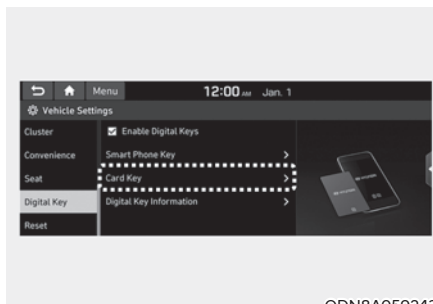 Menu 12:00 AM Jan. 1
Vehicle Settings
Cluster
Enable Digital Keys
Convenience
Smart Phone Key
Seat
Card Key
Digital Key
Digital Key Information
Reset